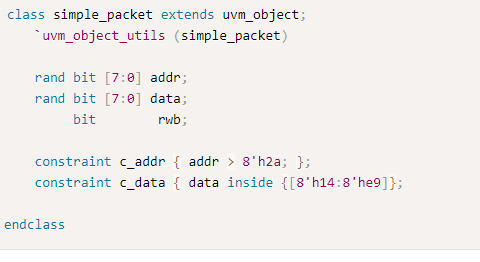 class simple_packet extends uvm_object;
`uvm_object_utils (simple_packet)
rand bit [7:0] addr;
rand bit [7:0] data;
bit rwb;
constraint c_addr { addr > 8'h2a; };
constraint c_data { data inside {[8'h14:8'he9]};
endclass